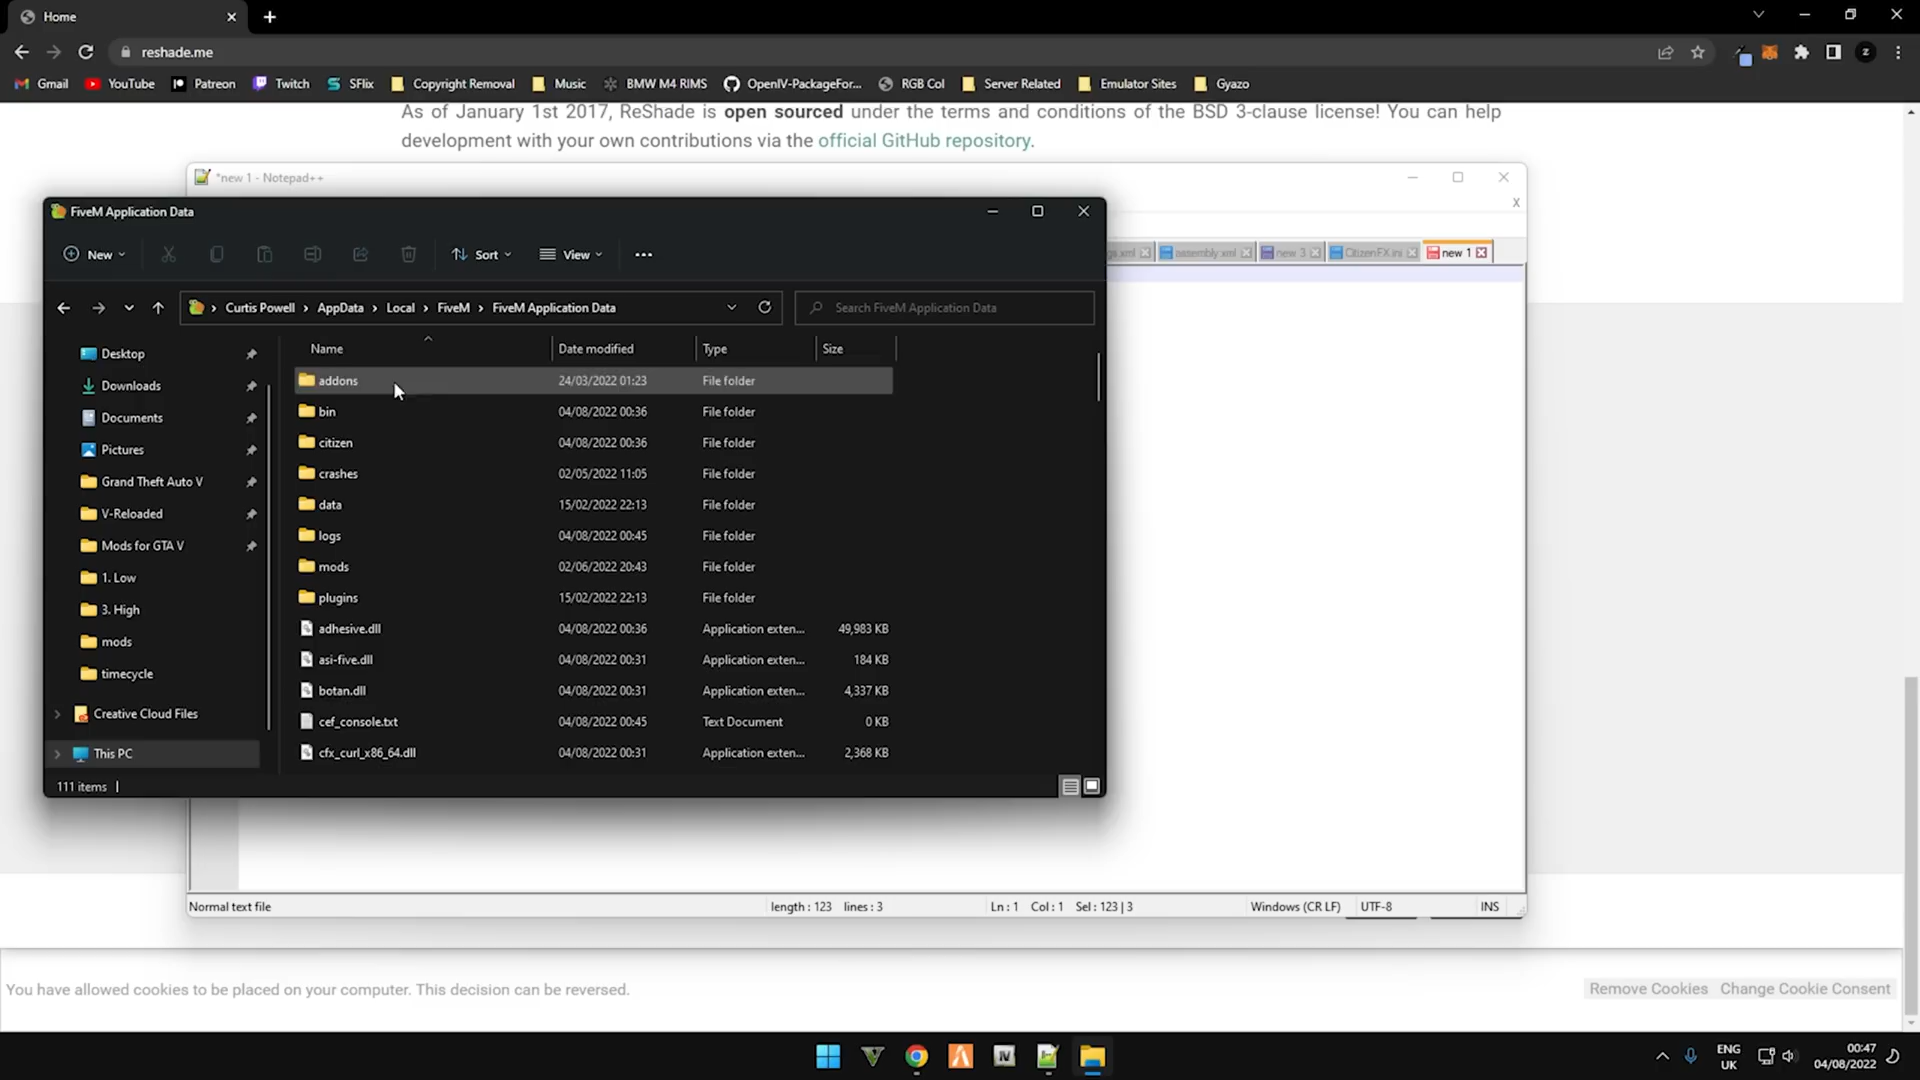 Home
reshade.me
Gmail YouTube Patreon Twitch SFlix Copyright Removal Music BMW M4 RIMS OpenIV-PackageFor... RGB Col Server Related Emulator Sites Gyazo
As of January 1st 2017, ReShade is open sourced under the terms and conditions of the BSD 3-clause license! You can help
development with your own contributions via the official GitHub repository.
*new 1 - Notepad++
X
gs.xml assembly.xml new 3 CitizenFX.ini new 1
FiveM Application Data
New Sort View
Curtis Powell AppData Local FiveM FiveM Application Data
Search FiveM Application Data
Desktop
Downloads
Documents
Pictures
Grand Theft Auto V
V-Reloaded
Mods for GTA V
1. Low
3. High
mods
timecycle
Creative Cloud Files
This PC
Name Date modified Type Size
addons 24/03/2022 01:23 File folder
bin 04/08/2022 00:36 File folder
citizen 04/08/2022 00:36 File folder
crashes 02/05/2022 11:05 File folder
data 15/02/2022 22:13 File folder
logs 04/08/2022 00:45 File folder
mods 02/06/2022 20:43 File folder
plugins 15/02/2022 22:13 File folder
adhesive.dll 04/08/2022 00:36 Application exten... 49,983 KB
asi-five.dll 04/08/2022 00:31 Application exten... 184 KB
botan.dll 04/08/2022 00:31 Application exten... 4,337 KB
cef_console.txt 04/08/2022 00:45 Text Document 0 KB
cfx_curl_x86_64.dll 04/08/2022 00:31 Application exten... 2,368 KB
111 items
Normal text file length : 123 lines : 3 Ln : 1 Col : 1 Sel : 123 | 3 Windows (CR LF) UTF-8 INS
You have allowed cookies to be placed on your computer. This decision can be reversed.
Remove Cookies Change Cookie Consent
ENG
UK
00:47
04/08/2022